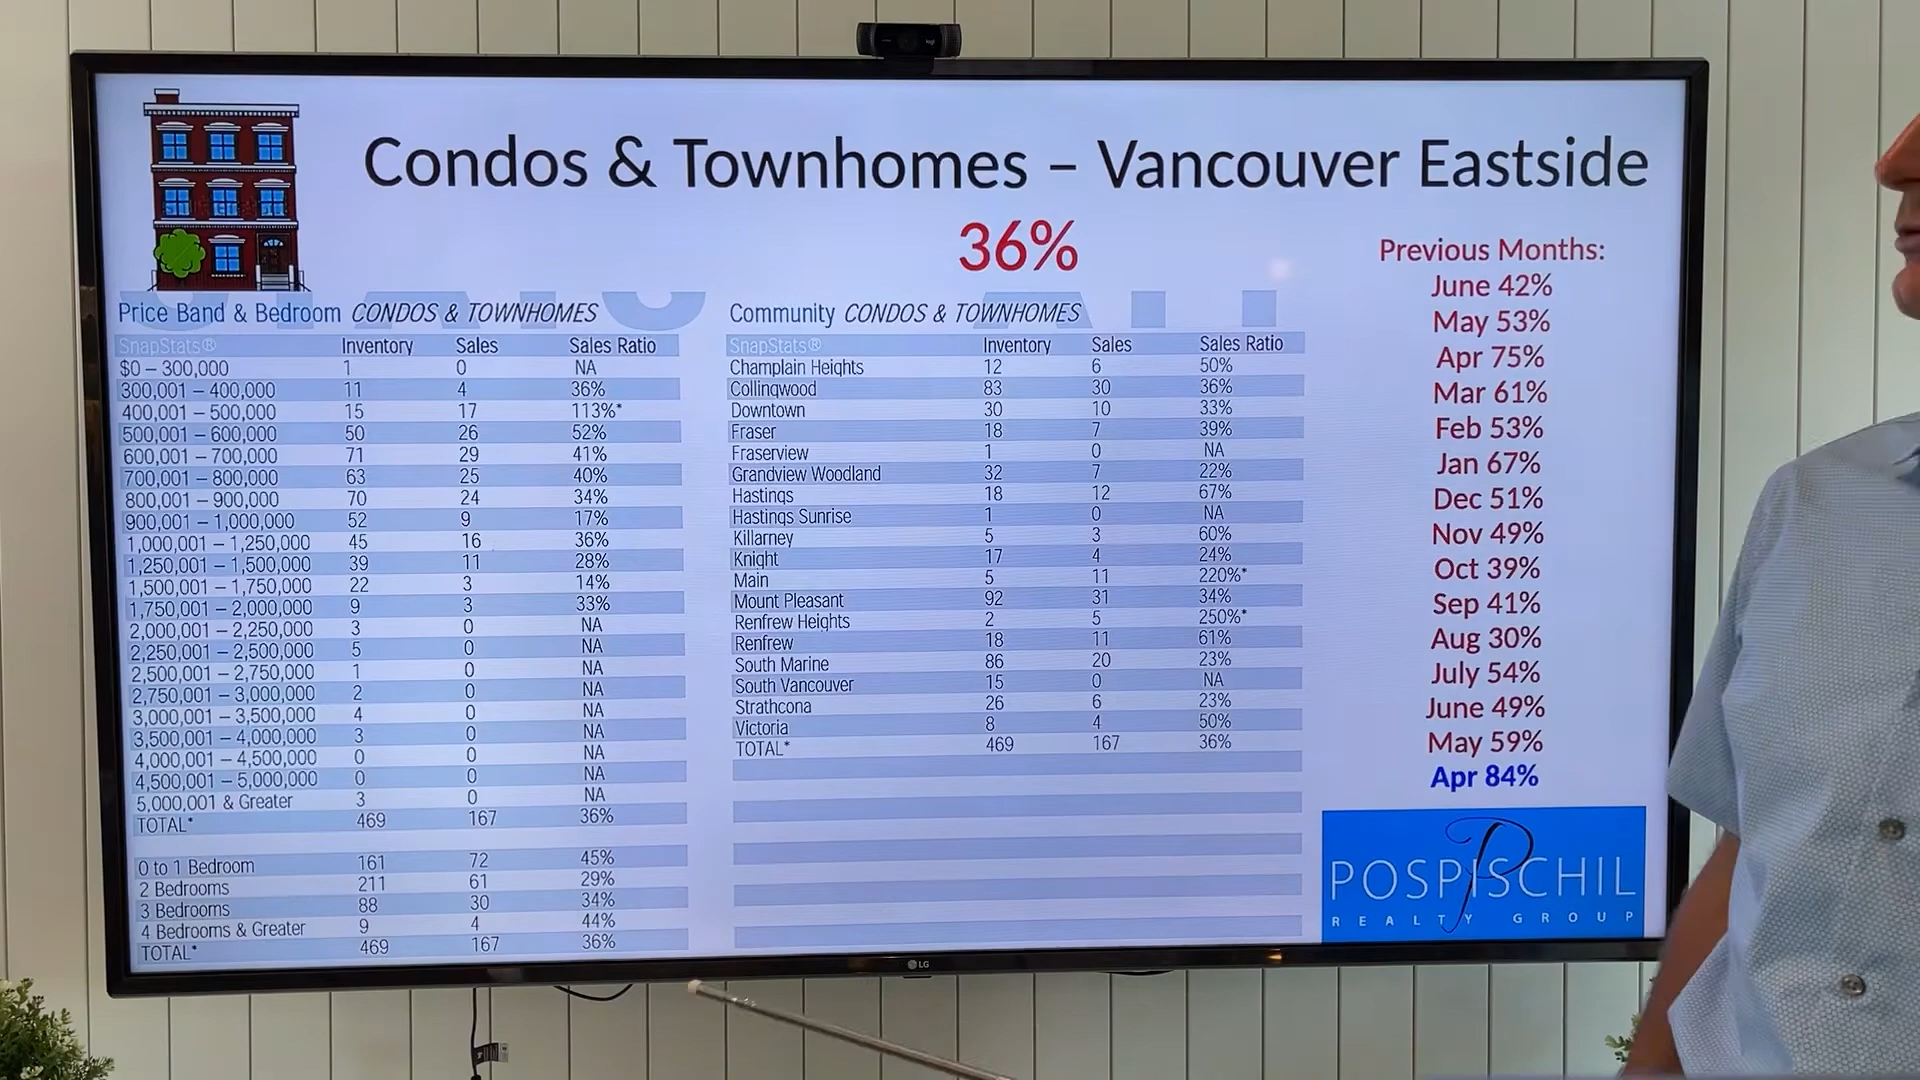 Condos & Townhomes – Vancouver Eastside
36%
Price Band & Bedroom CONDOS & TOWNHOMES
SnapStats® Inventory Sales Sales Ratio
$0 – 300,000 1 0 NA
300,001 – 400,000 11 4 36%
400,001 – 500,000 15 17 113%*
500,001 – 600,000 50 26 52%
600,001 – 700,000 71 29 41%
700,001 – 800,000 63 25 40%
800,001 – 900,000 70 24 34%
900,001 – 1,000,000 52 9 17%
1,000,001 – 1,250,000 45 16 36%
1,250,001 – 1,500,000 39 11 28%
1,500,001 – 1,750,000 22 3 14%
1,750,001 – 2,000,000 9 3 33%
2,000,001 – 2,250,000 3 0 NA
2,250,001 – 2,500,000 5 0 NA
2,500,001 – 2,750,000 1 0 NA
2,750,001 – 3,000,000 2 0 NA
3,000,001 – 3,500,000 4 0 NA
3,500,001 – 4,000,000 3 0 NA
4,000,001 – 4,500,000 0 0 NA
4,500,001 – 5,000,000 0 0 NA
5,000,001 & Greater 3 0 NA
TOTAL* 469 167 36%
0 to 1 Bedroom 161 72 45%
2 Bedrooms 211 61 29%
3 Bedrooms 88 30 34%
4 Bedrooms & Greater 9 4 44%
TOTAL* 469 167 36%
Community CONDOS & TOWNHOMES
SnapStats® Inventory Sales Sales Ratio
Champlain Heights 12 6 50%
Collingwood 83 30 36%
Downtown 30 10 33%
Fraser 18 7 39%
Fraserview 1 0 NA
Grandview Woodland 32 7 22%
Hastings 18 12 67%
Hastings Sunrise 1 0 NA
Killarney 5 3 60%
Knight 17 4 24%
Main 5 11 220%*
Mount Pleasant 92 31 34%
Renfrew Heights 2 5 250%*
Renfrew 18 11 61%
South Marine 86 20 23%
South Vancouver 15 0 NA
Strathcona 26 6 23%
Victoria 8 4 50%
TOTAL* 469 167 36%
Previous Months:
June 42%
May 53%
Apr 75%
Mar 61%
Feb 53%
Jan 67%
Dec 51%
Nov 49%
Oct 39%
Sep 41%
Aug 30%
July 54%
June 49%
May 59%
Apr 84%
P
POSPISCHIL
REALTY GROUP
LG